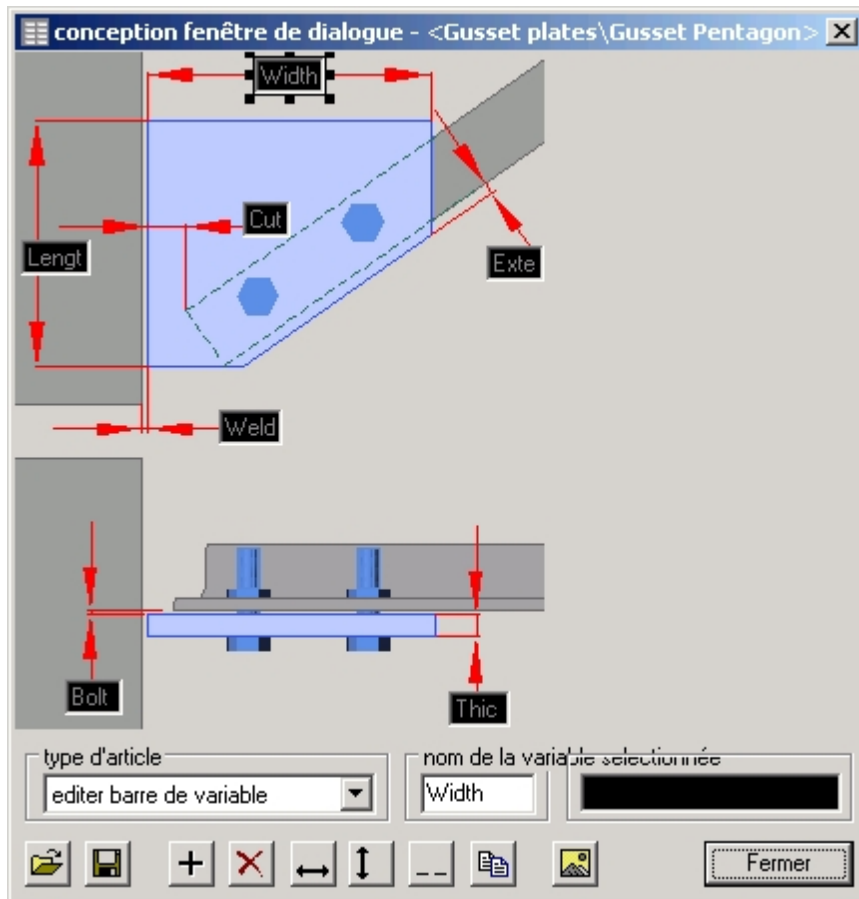 conception fenêtre de dialogue - <Gusset plates\Gusset Pentagon>
Width
Cut
Lengt
Exte
Weld
Bolt
Thic
type d'article
nom de la variable sélectionnée
editer barre de variable
Width
Fermer